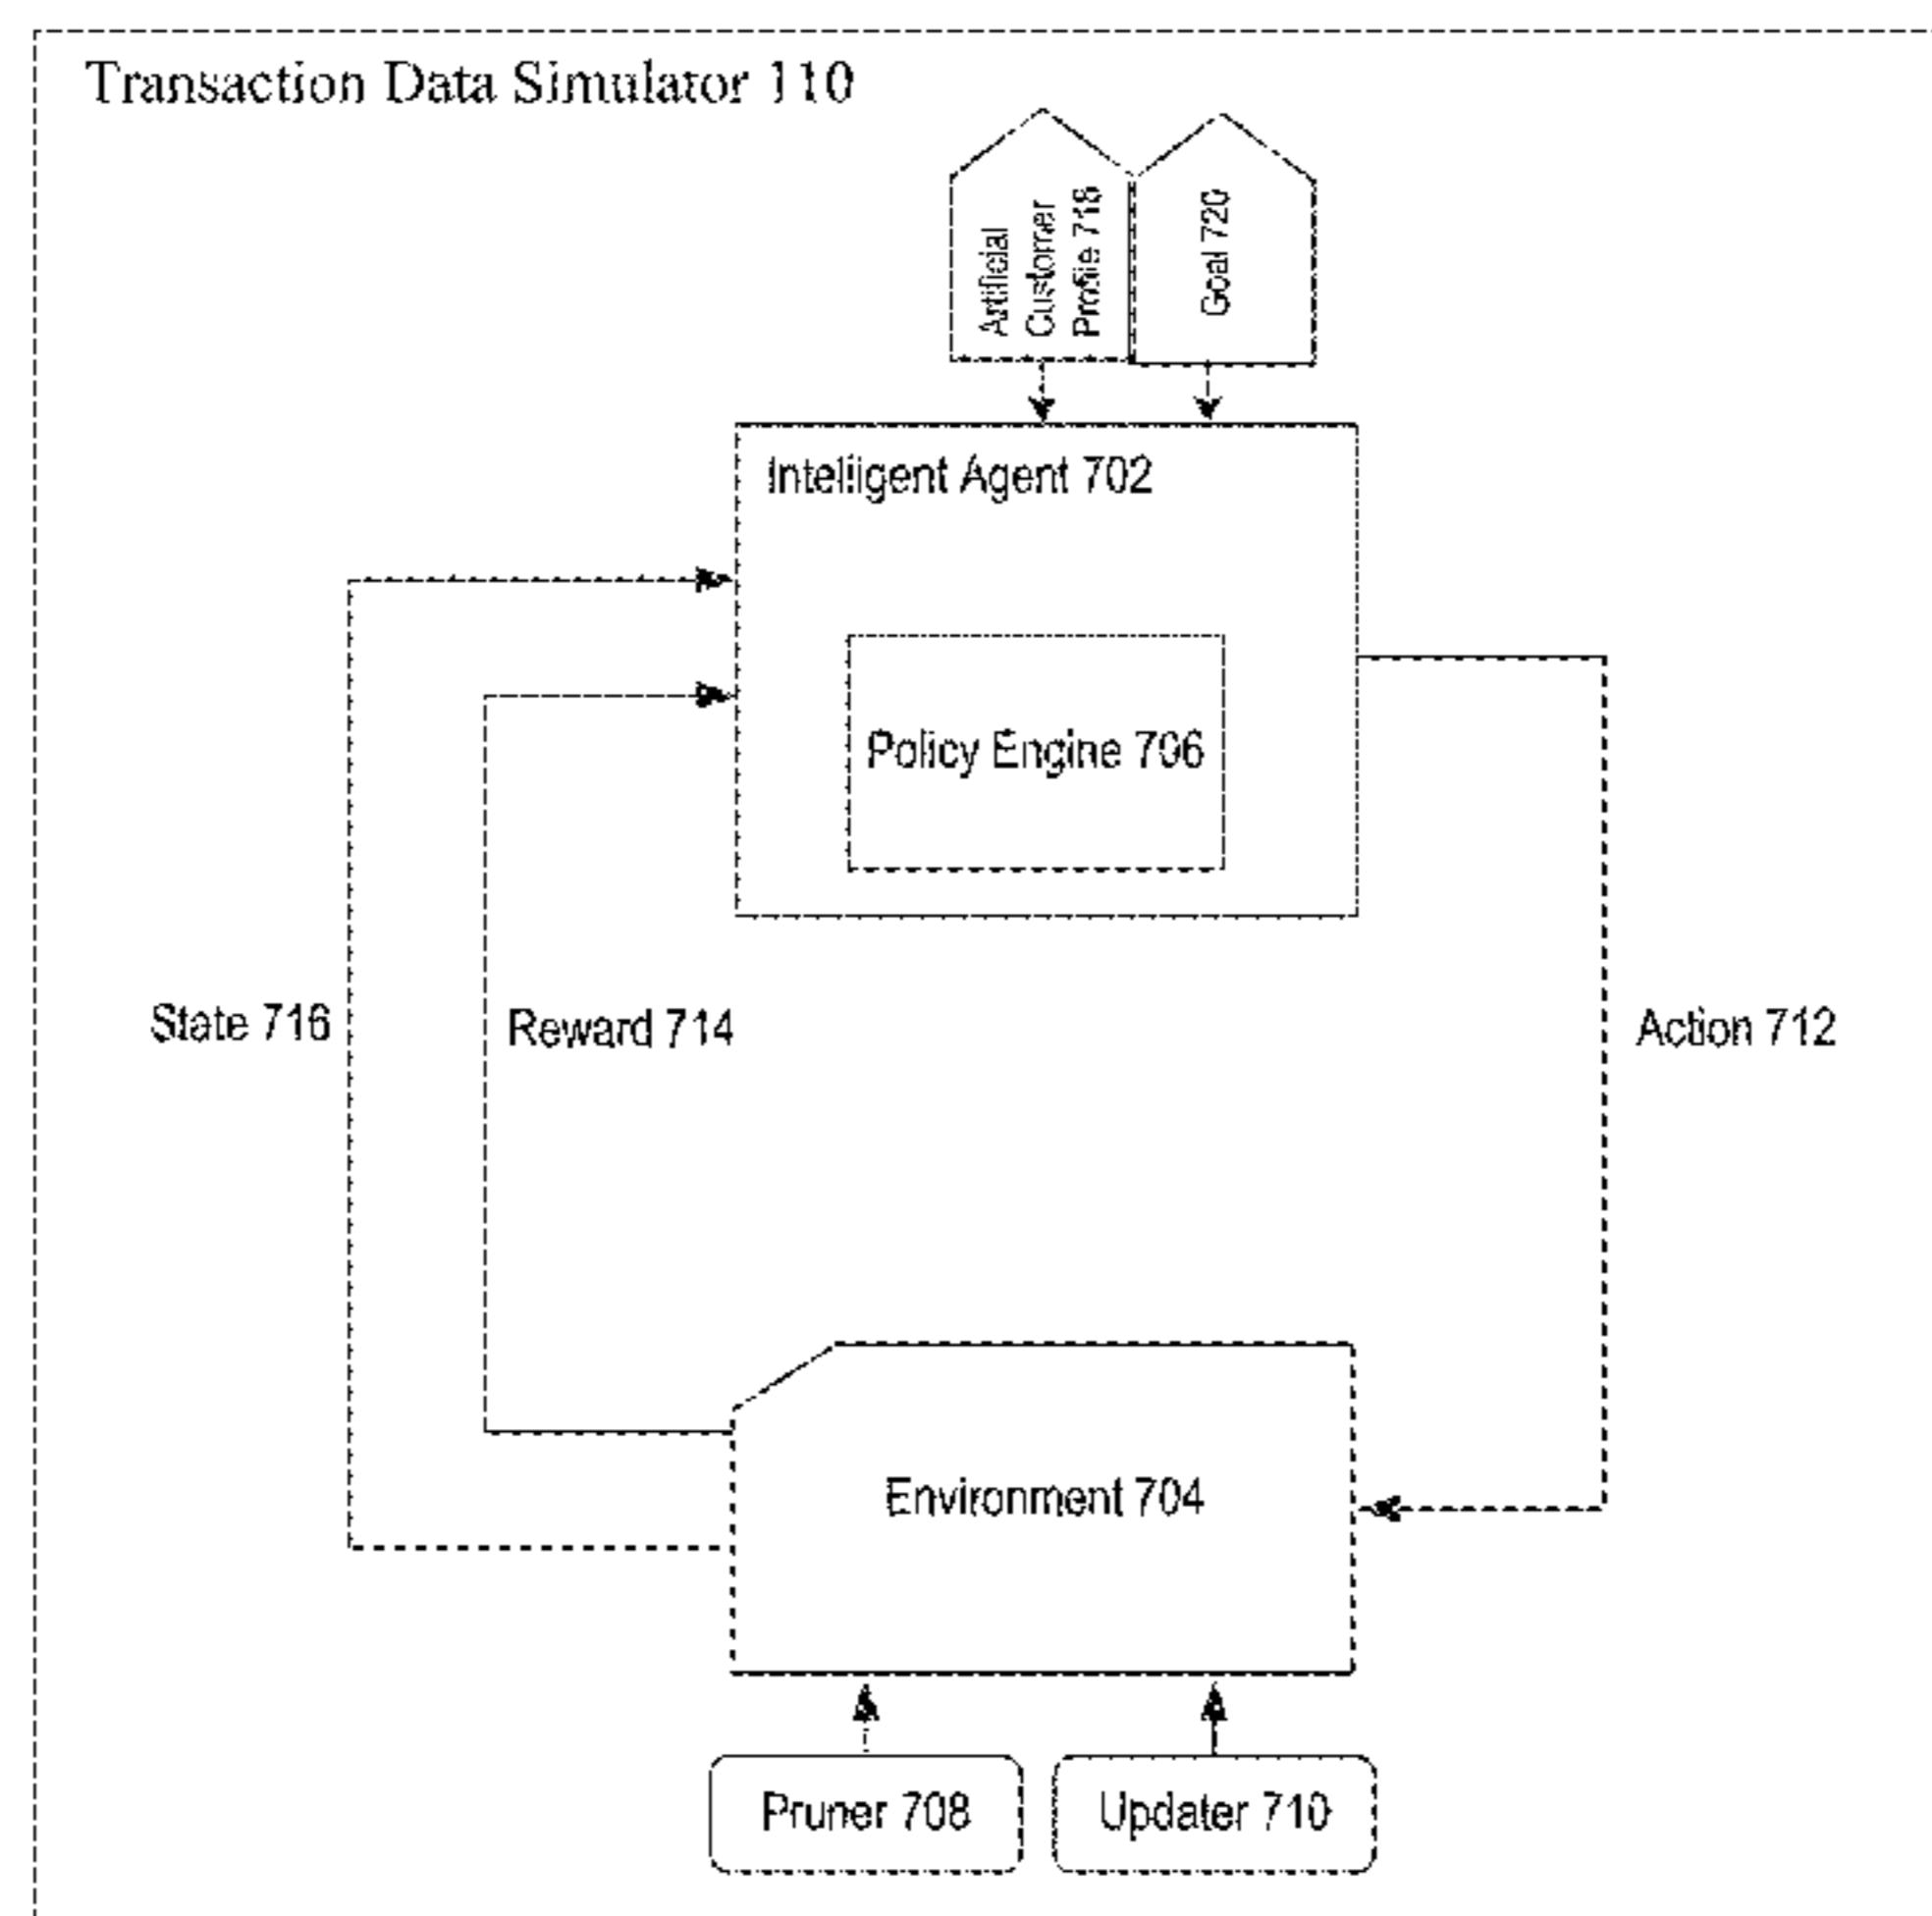 Transaction Data Simulator 110
Artificial
Customer
Profile 718
Goal 720
Intelligent Agent 702
Policy Engine 706
State 716
Reward 714
Action 712
Environment 704
Pruner 708
Updater 710